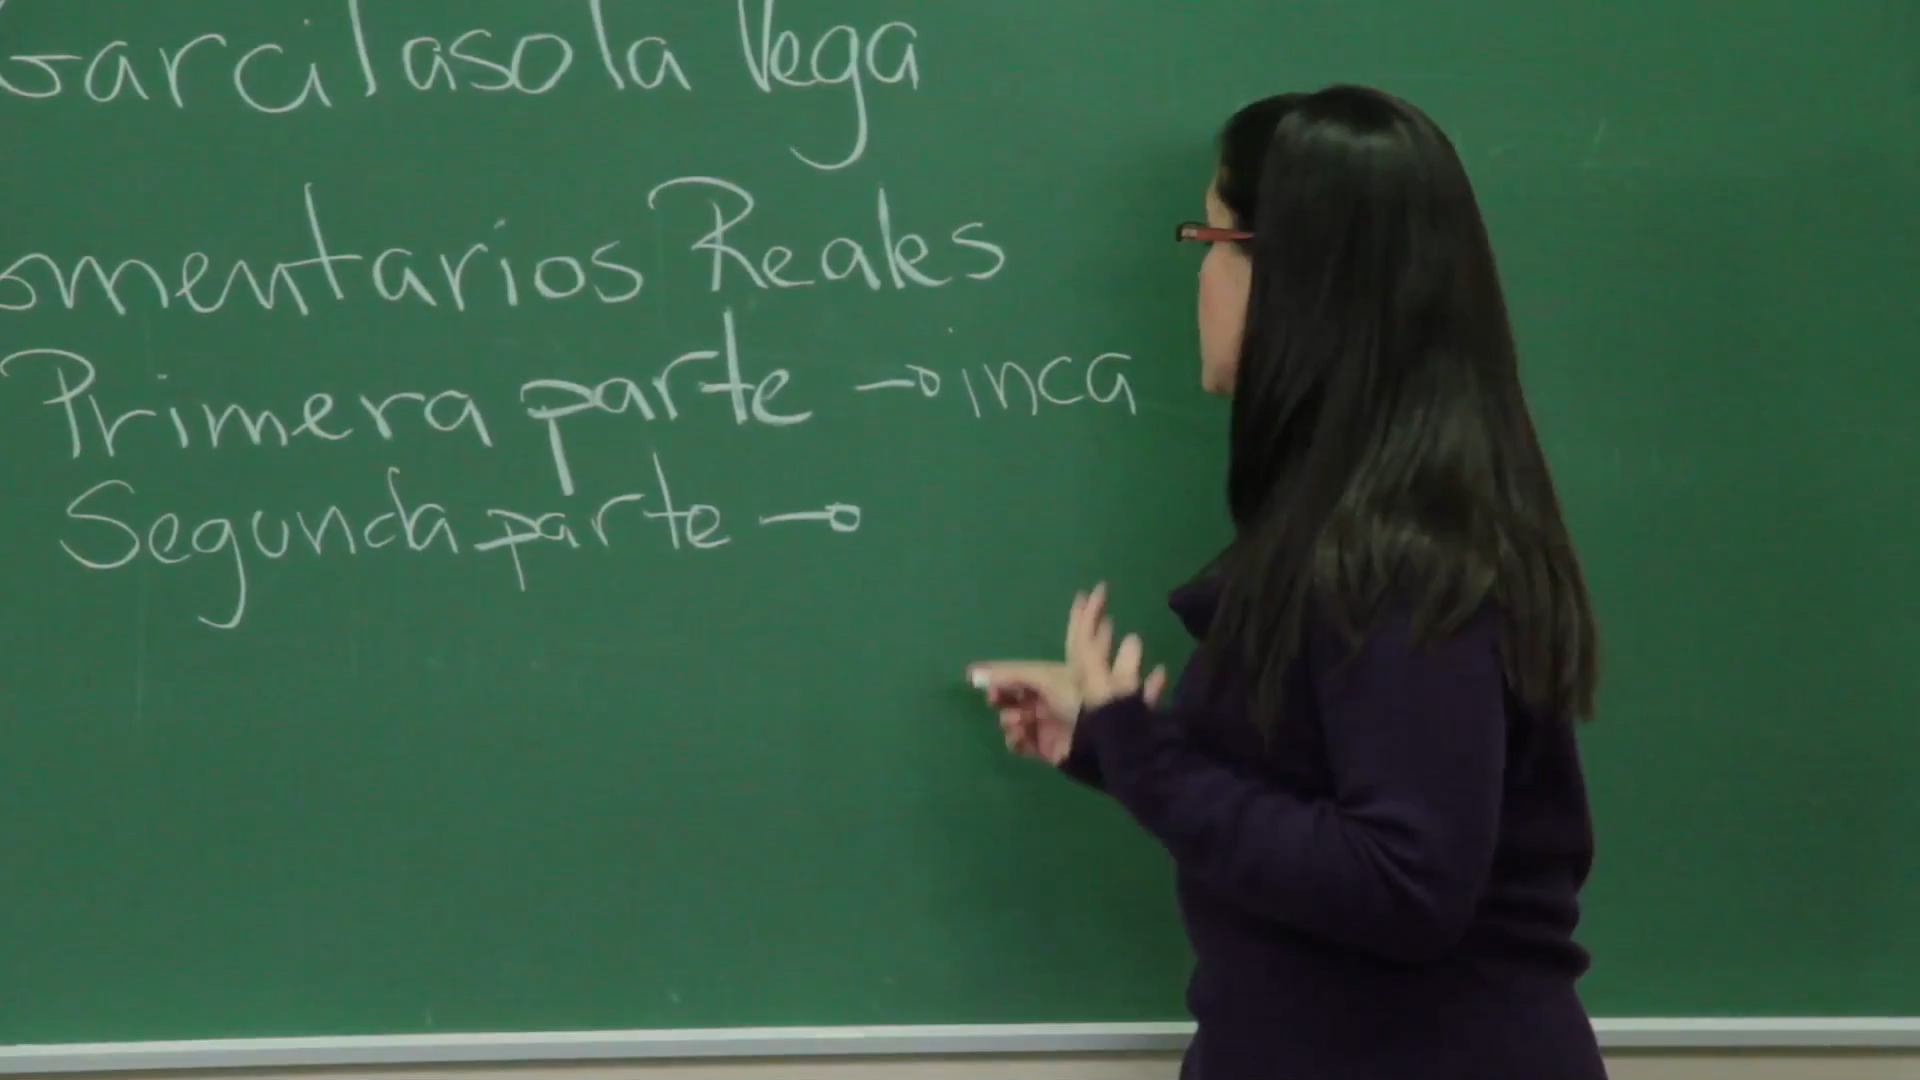 Garcilaso la Vega
omentarios Reales
Primera parte → inca
Segunda parte →